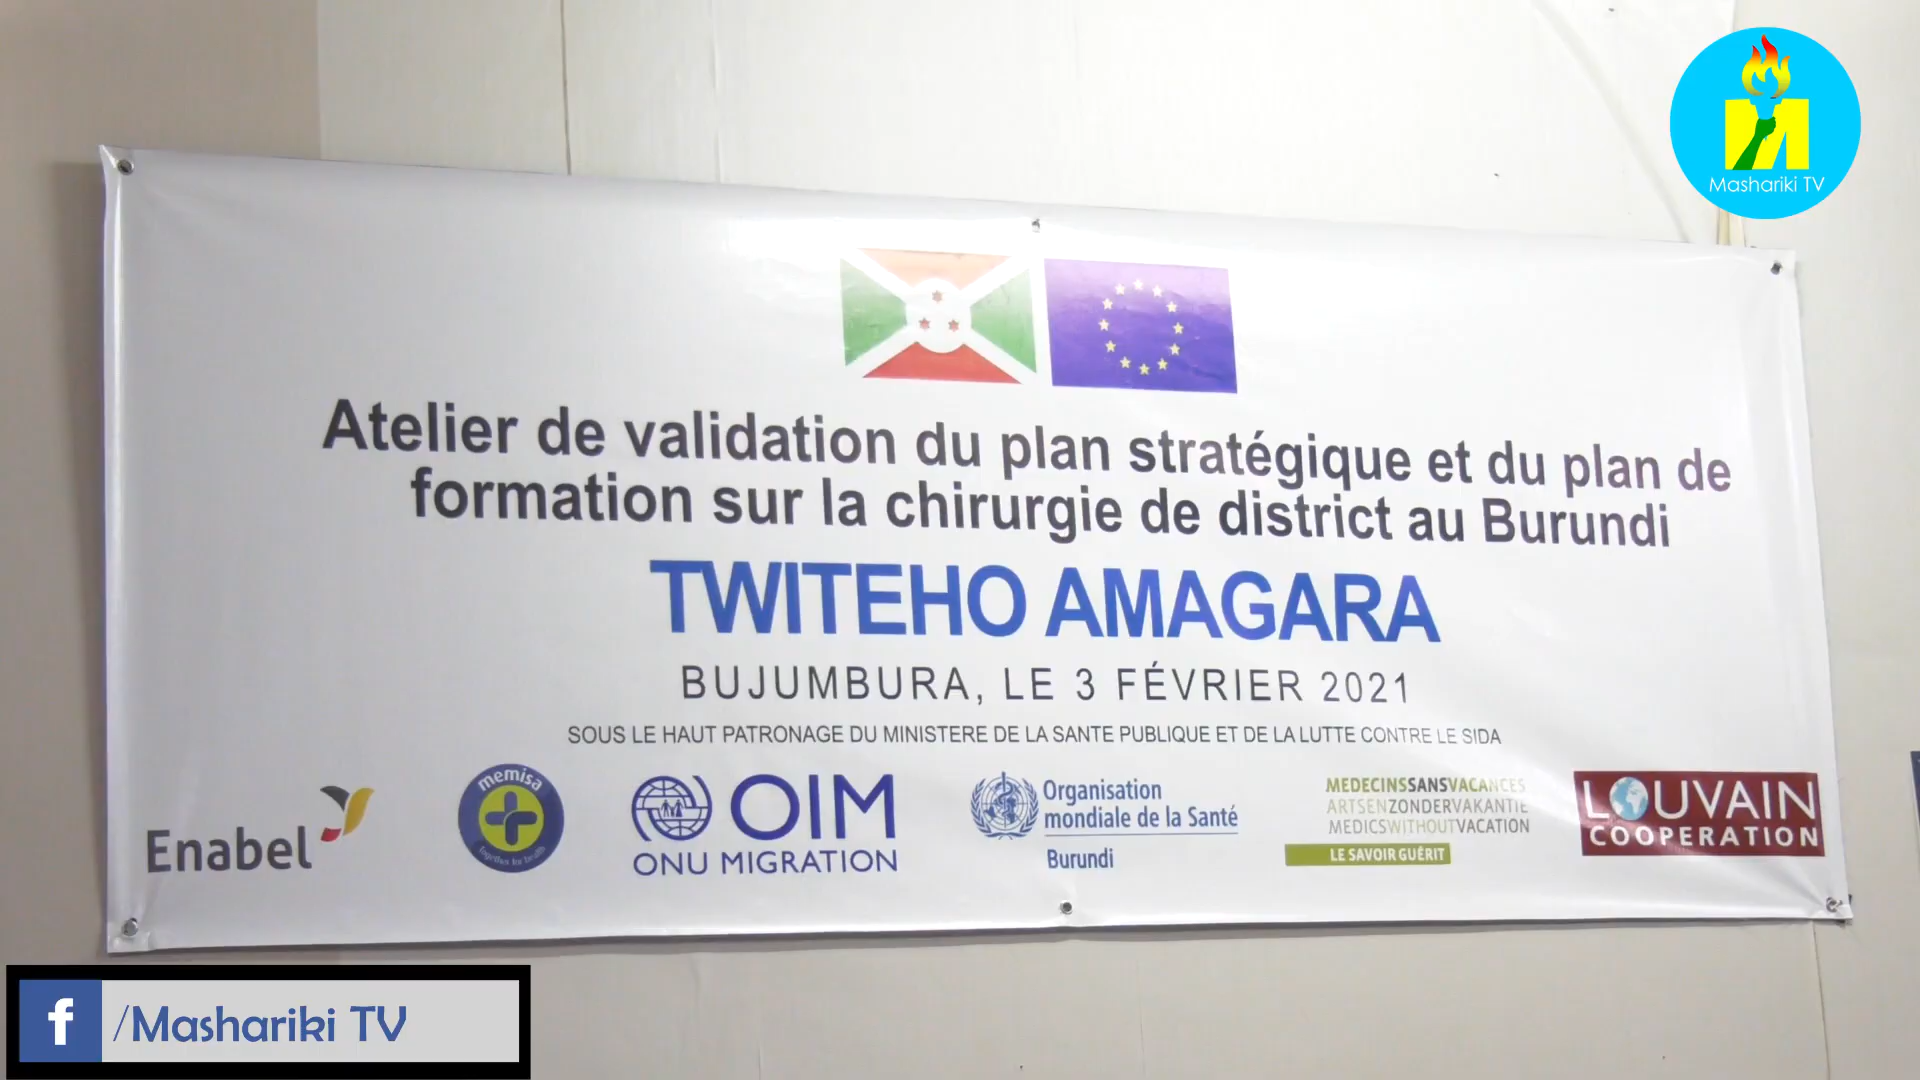 Mashariki TV
Atelier de validation du plan stratégique et du plan de
formation sur la chirurgie de district au Burundi
TWITEHO AMAGARA
BUJUMBURA, LE 3 FÉVRIER 2021
SOUS LE HAUT PATRONAGE DU MINISTERE DE LA SANTE PUBLIQUE ET DE LA LUTTE CONTRE LE SIDA
Enabel
memisa
together for health
OIM
ONU MIGRATION
Organisation
mondiale de la Santé
Burundi
MEDECINSSANSVACANCES
ARTSENZONDERVAKANTIE
MEDICSWITHOUTVACATION
LE SAVOIR GUÉRIT
LOUVAIN
COOPERATION
f /Mashariki TV